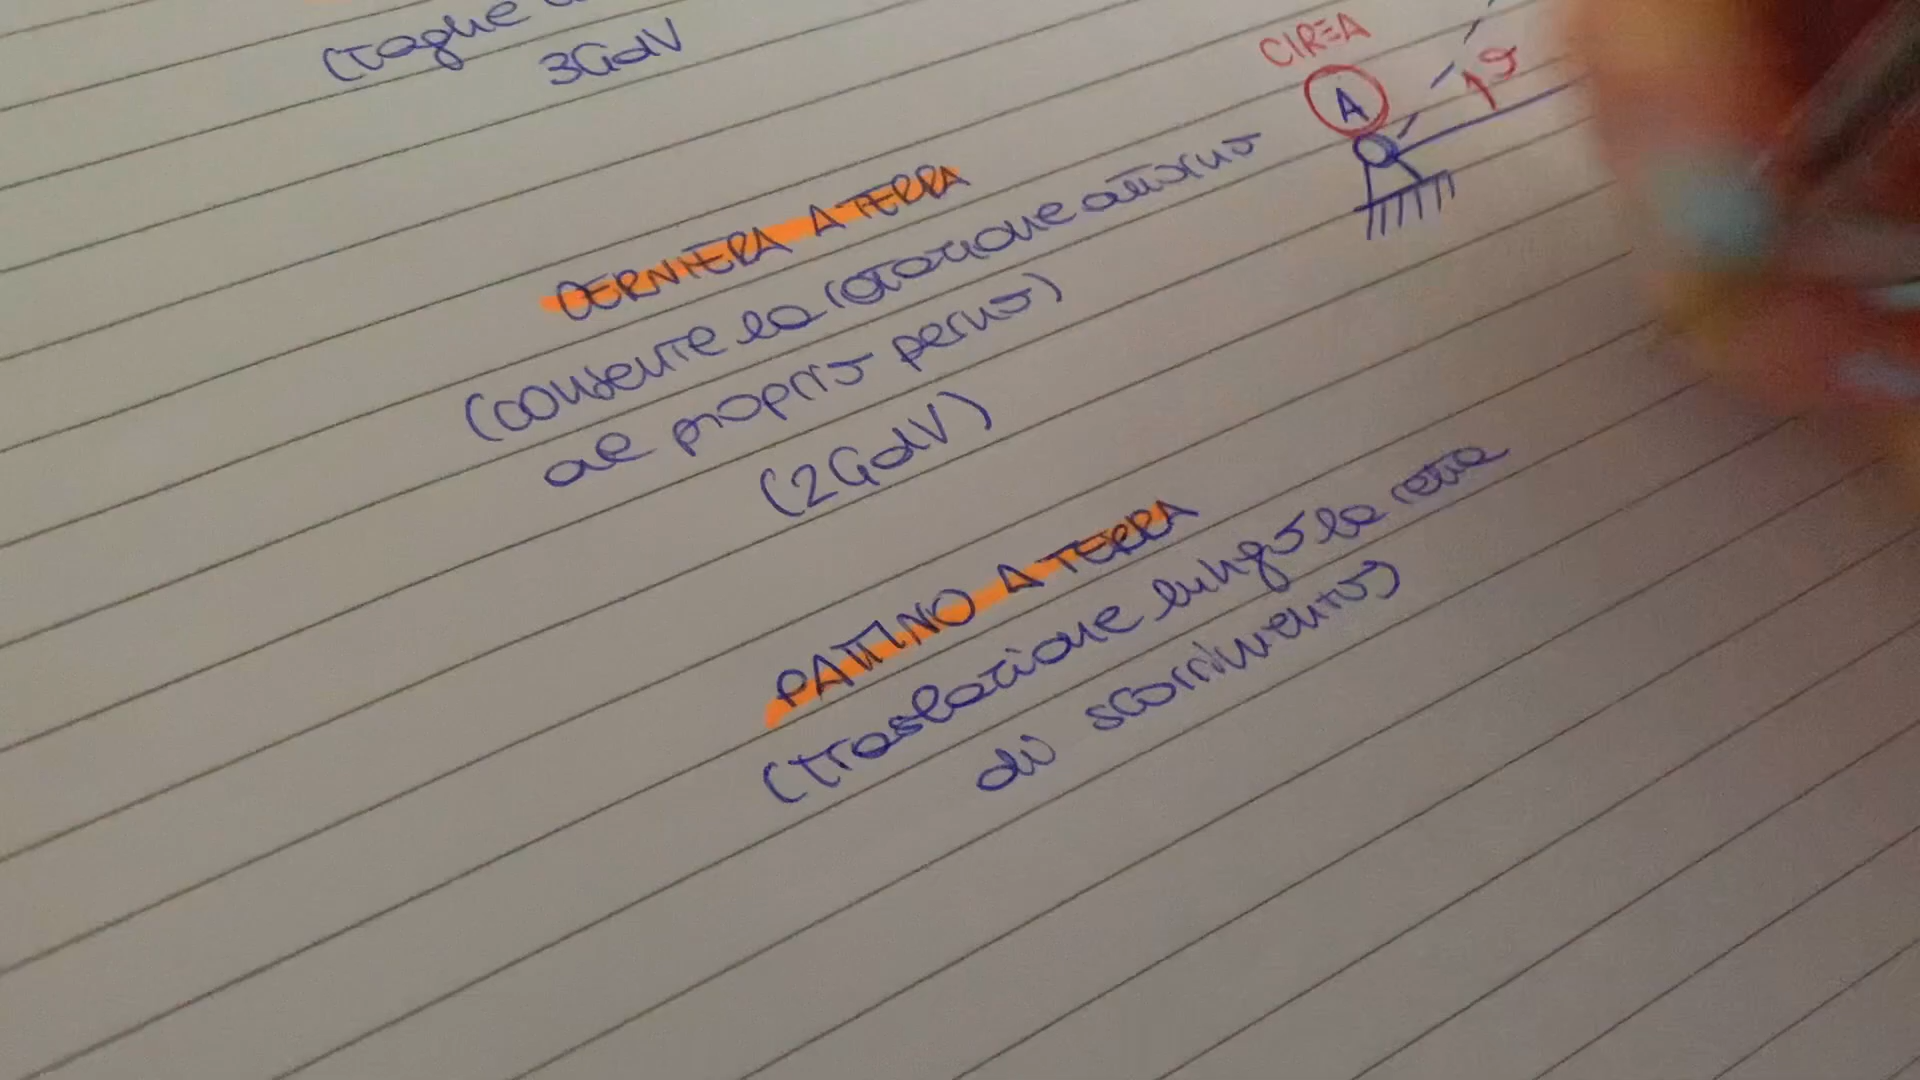 (toglie
3GdV
CIR≡A
A
CERNIERA A TERRA
(consente la rotazione attorno
al proprio perno)
(2GdV)
PATTINO A TERRA
(traslazione lungo la retta
di scorrimento)